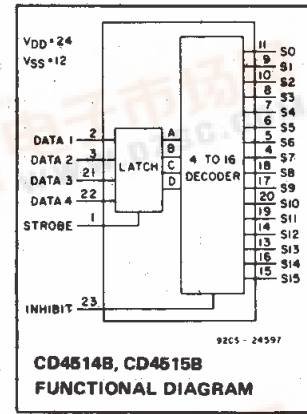 VDD=24
VSS=12
DATA 1 2
DATA 2 3
DATA 3 21
DATA 4 22
STROBE 1
INHIBIT 23
LATCH
A
B
C
D
4 TO 16
DECODER
11 S0
9 S1
10 S2
8 S3
7 S4
6 S5
5 S6
4 S7
18 S8
17 S9
20 S10
19 S11
14 S12
13 S13
16 S14
15 S15
92CS-24597
CD4514B, CD4515B
FUNCTIONAL DIAGRAM